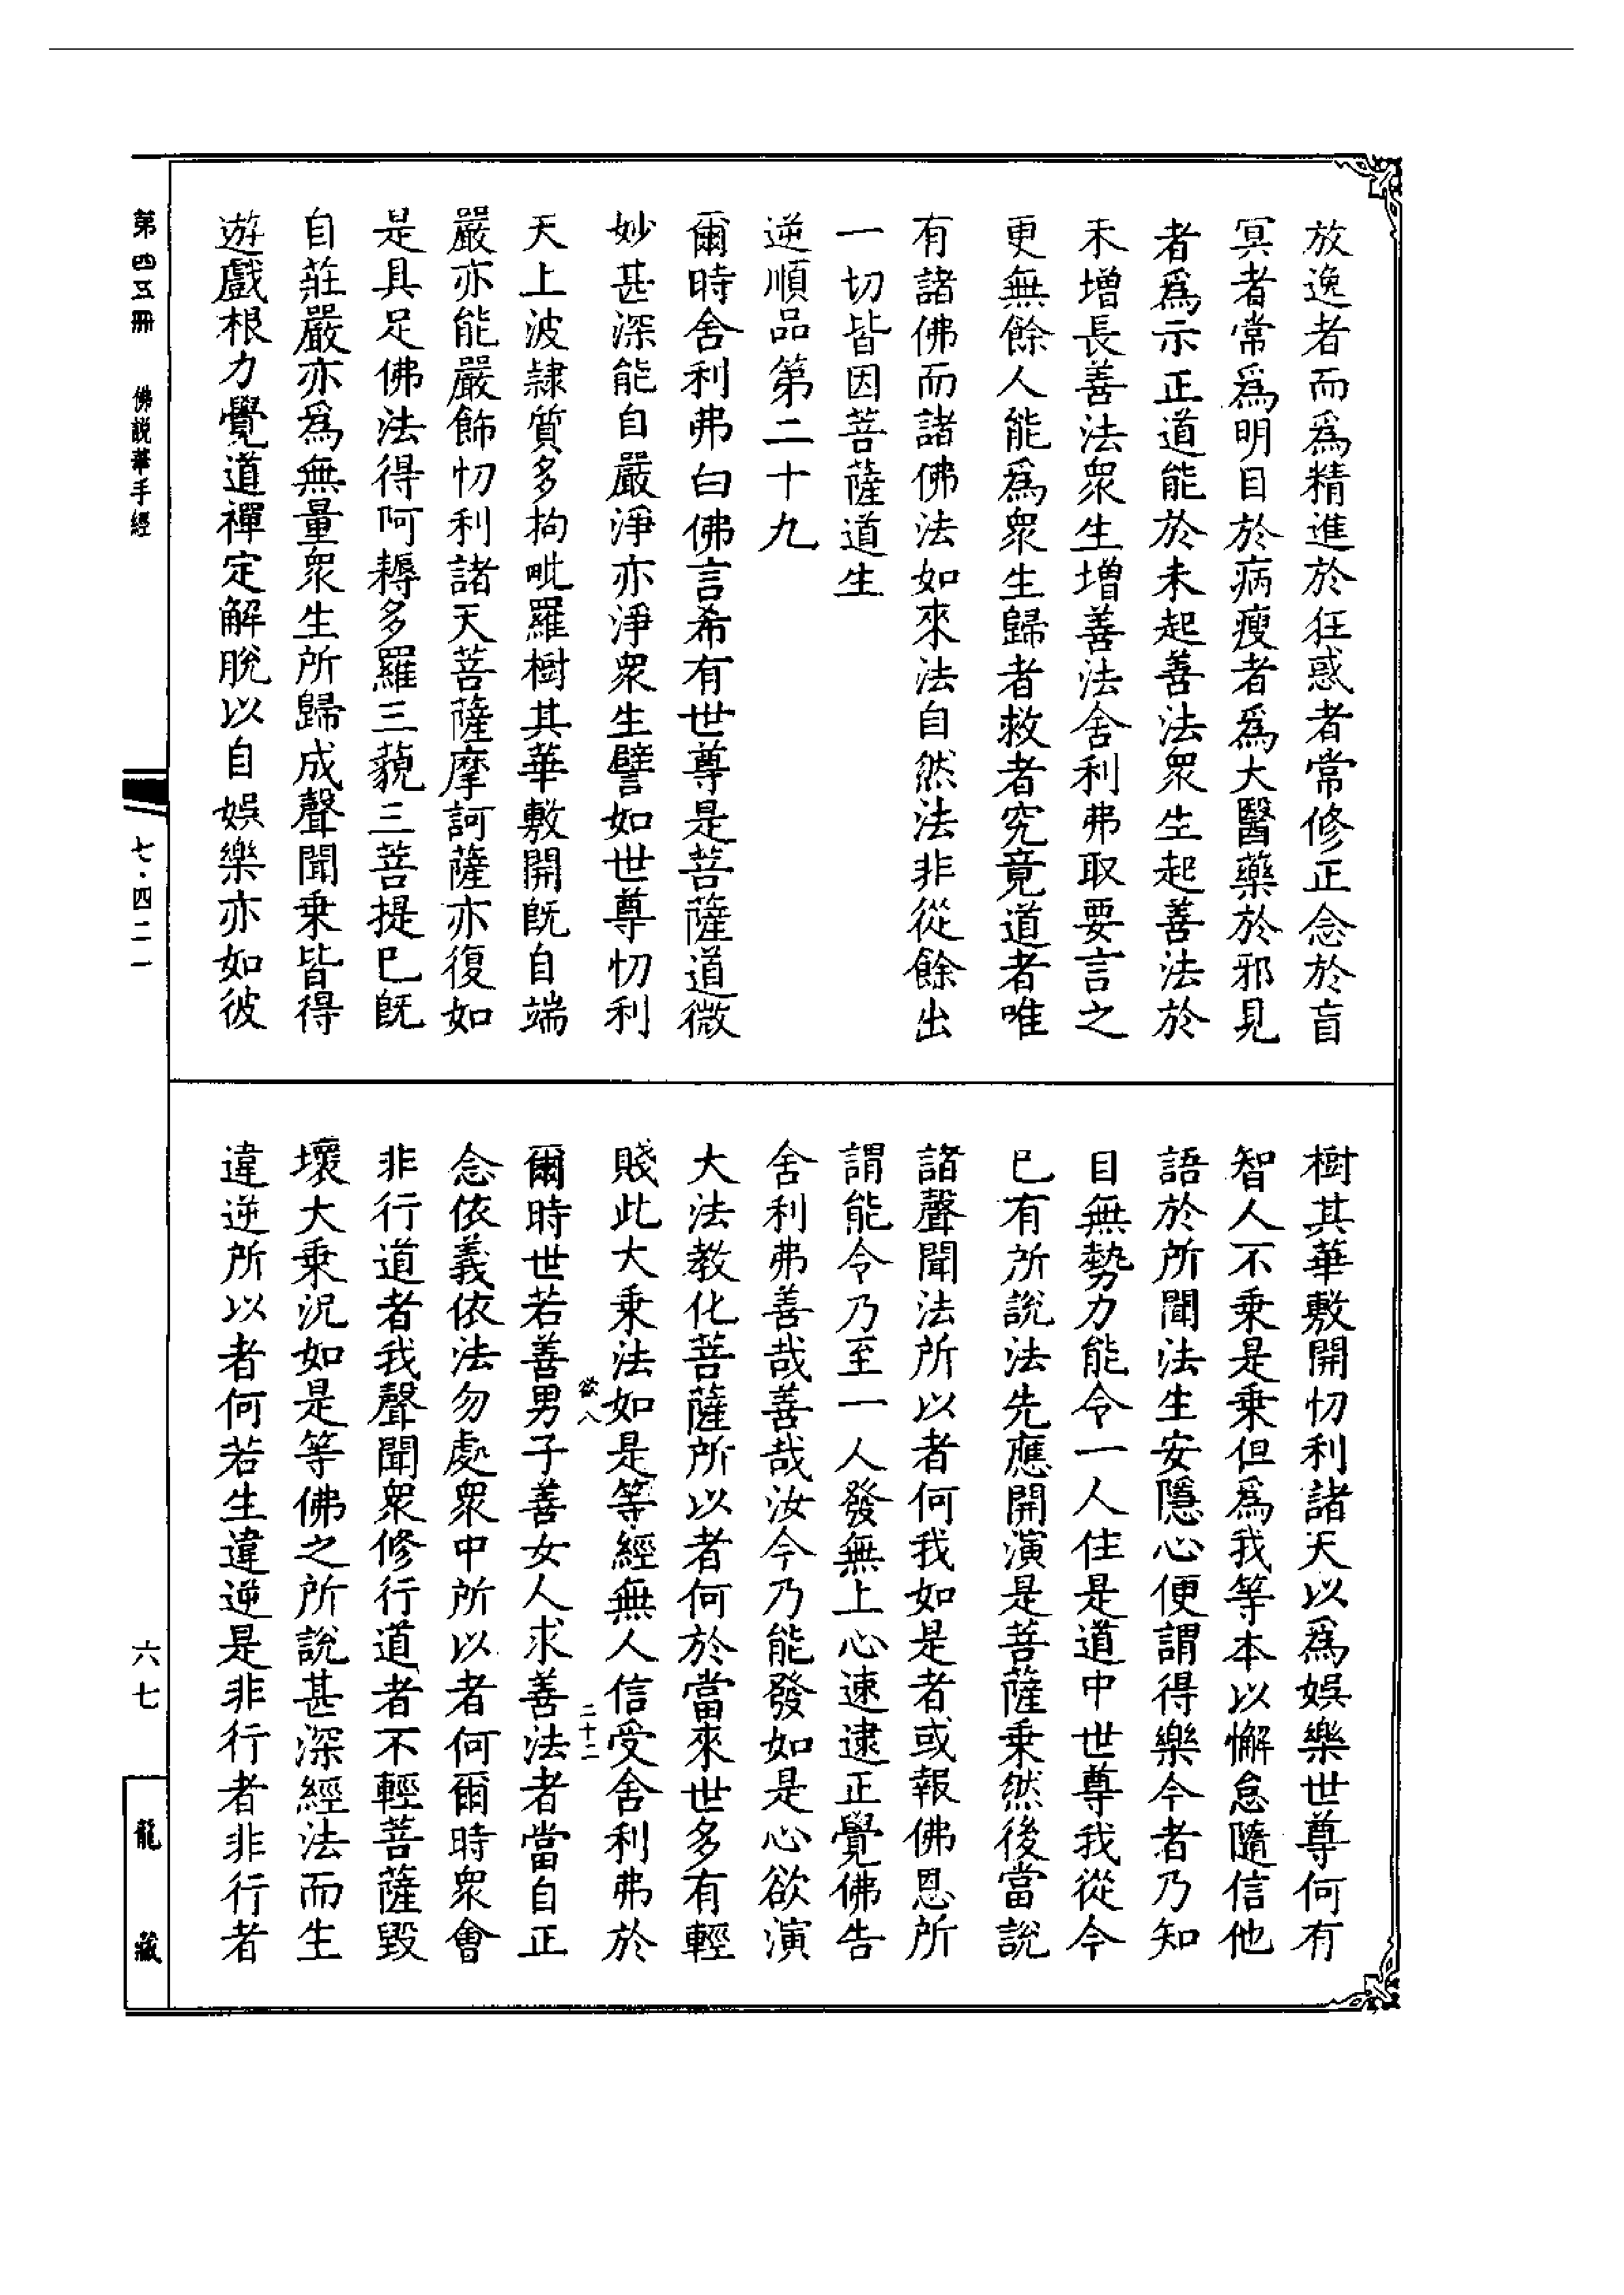 放逸者而爲精進於狂惑者常修正念於盲
冥者常爲明目於病瘦者爲大醫藥於邪見
者爲示正道能於未起善法衆生起善法於
未增長善法衆生增善法舍利弗取要言之
更無餘人能爲衆生歸者救者究竟道者唯
有諸佛而諸佛法如來法自然法非從餘出
一切皆因菩薩道生
逆順品第二十九
爾時舍利弗白佛言希有世尊是菩薩道微
妙甚深能自嚴淨亦淨衆生譬如世尊忉利
天上波隷質多拘毗羅樹其華敷開旣自端
嚴亦能嚴飾忉利諸天菩薩摩訶薩亦復如
是具足佛法得阿耨多羅三藐三菩提已旣
自莊嚴亦爲無量衆生所歸成聲聞乗皆得
遊戲根力覺道禪定解脫以自娛樂亦如彼
樹其華敷開忉利諸天以爲娛樂世尊何有
智人不乗是乗但爲我等本以懈怠隨信他
語於所聞法生安隱心便謂得樂今者乃知
目無勢力能令一人住是道中世尊我從今
已有所說法先應開演是菩薩乗然後當說
諸聲聞法所以者何我如是者或報佛恩所
謂能令乃至一人發無上心速逮正覺佛告
舍利弗善哉善哉汝今乃能發如是心欲演
大法教化菩薩所以者何於當來世多有輕
賤此大乗法如是等經無人信受舍利弗於
欲八
二十二
爾時世若善男子善女人求善法者當自正
念依義依法勿處衆中所以者何爾時衆會
非行道者我聲聞衆修行道者不輕菩薩毀
壞大乗況如是等佛之所說甚深經法而生
違逆所以者何若生違逆是非行者非行者
第四五冊
佛説華手經
七·四二一
六七
龍藏